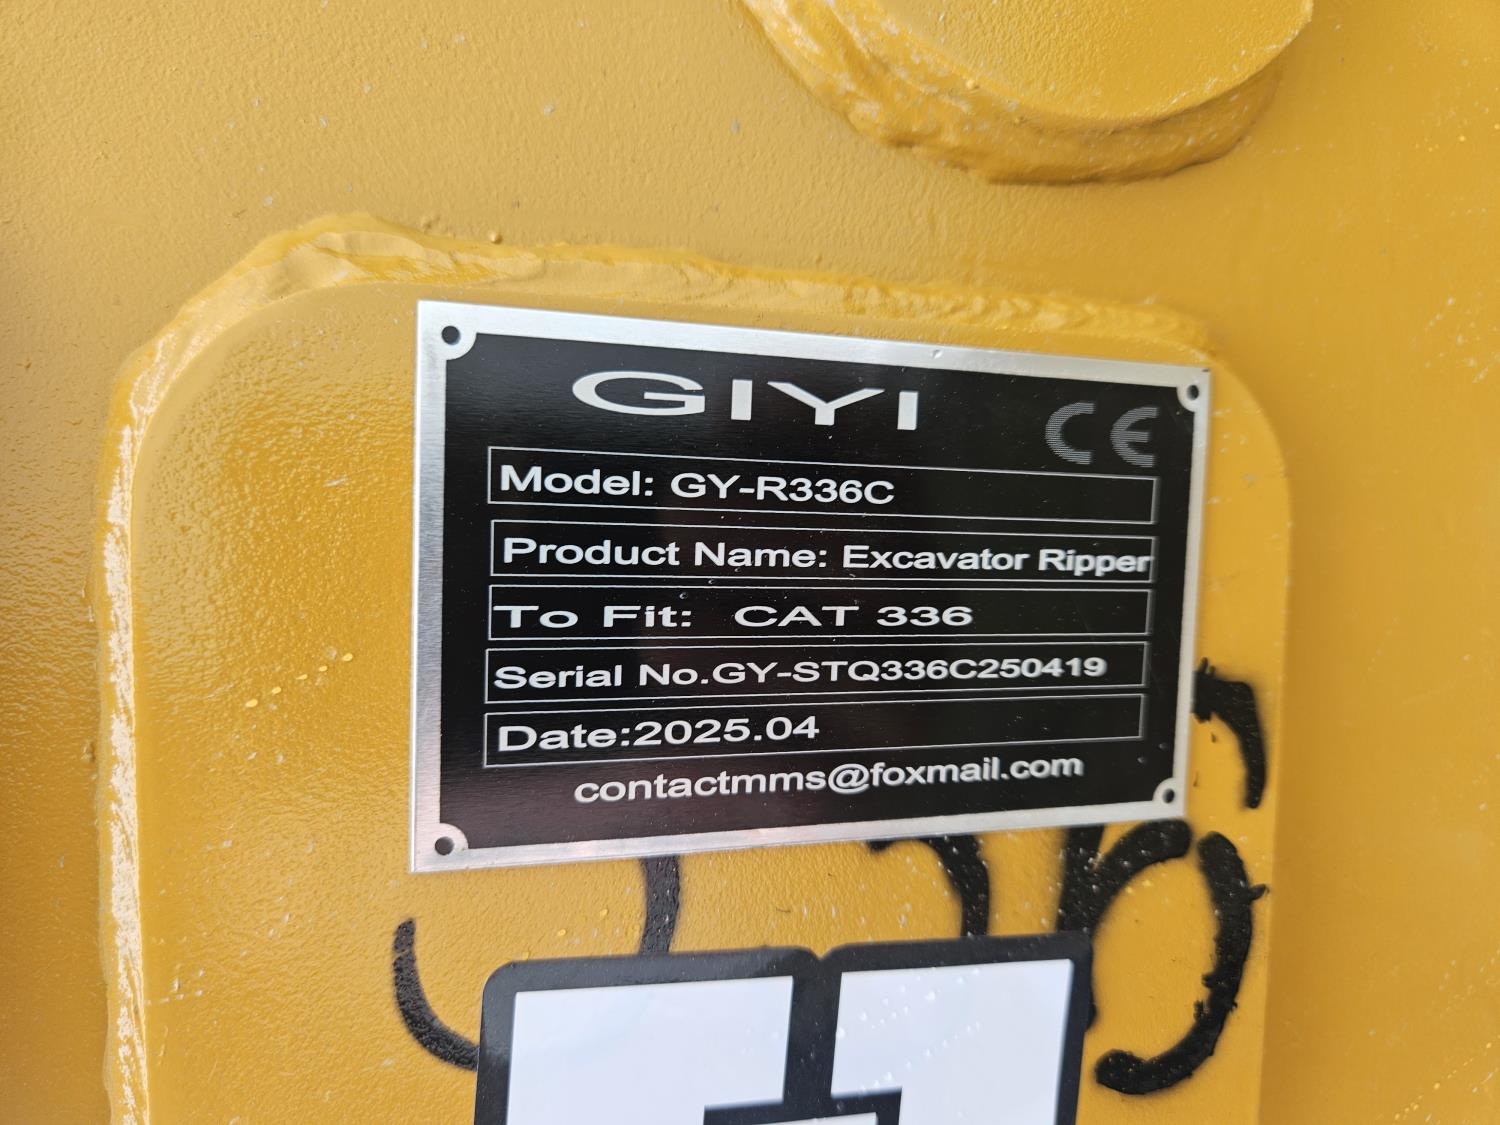 GIYI
CE
Model: GY-R336C
Product Name: Excavator Ripper
To Fit: CAT 336
Serial No.GY-STQ336C250419
Date:2025.04
contactmms@foxmail.com